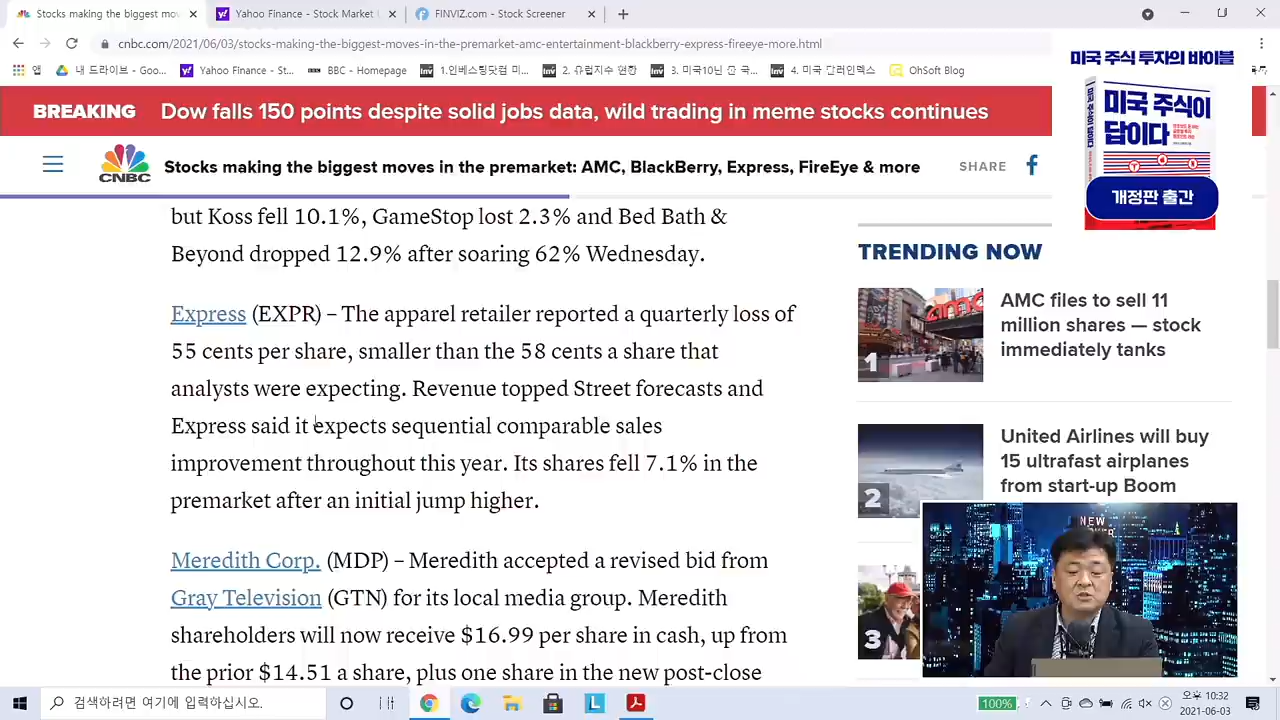 Stocks making the biggest mov
Yahoo Finance - Stock Market L
FINVIZ.com - Stock Screener
cnbc.com/2021/06/03/stocks-making-the-biggest-moves-in-the-premarket-amc-entertainment-blackberry-express-fireeye-more.html
앱
내 드라이브 - Goo...
Yahoo Finance - St...
BBC - Homepage
1.인베스팅닷컴 미...
2. 유럽지수 현황
3. 미국10년 온 국...
4. 미국 달러인덱스
OhSoft Blog
미국 주식 투자의 바이블
미국 주식이
답이다
개정판 출간
BREAKING
Dow falls 150 points despite solid jobs data, wild trading in meme stocks continues
CNBC
Stocks making the biggest moves in the premarket: AMC, BlackBerry, Express, FireEye & more
SHARE
but Koss fell 10.1%, GameStop lost 2.3% and Bed Bath &
Beyond dropped 12.9% after soaring 62% Wednesday.
Express (EXPR) – The apparel retailer reported a quarterly loss of
55 cents per share, smaller than the 58 cents a share that
analysts were expecting. Revenue topped Street forecasts and
Express said it expects sequential comparable sales
improvement throughout this year. Its shares fell 7.1% in the
premarket after an initial jump higher.
Meredith Corp. (MDP) – Meredith accepted a revised bid from
Gray Television (GTN) for its local media group. Meredith
shareholders will now receive $16.99 per share in cash, up from
the prior $14.51 a share, plus one share in the new post-close
TRENDING NOW
1
AMC files to sell 11
million shares — stock
immediately tanks
2
United Airlines will buy
15 ultrafast airplanes
from start-up Boom
3
NEW
검색하려면 여기에 입력하십시오.
100%
오후 10:32
2021-06-03